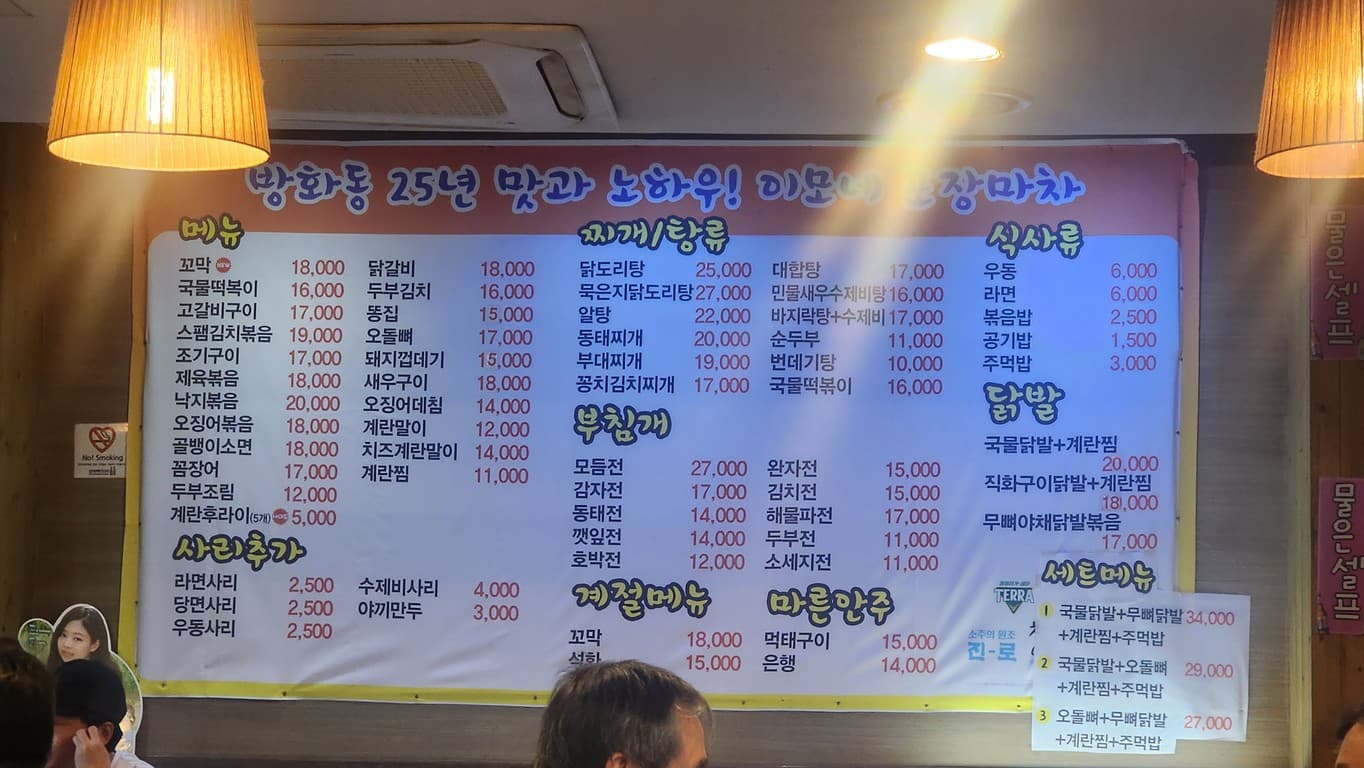 방화동 25년 맛과 노하우! 이모네 포장마차
메뉴
꼬막 NEW 18,000
국물떡볶이 16,000
고갈비구이 17,000
스팸김치볶음 19,000
조기구이 17,000
제육볶음 18,000
낙지볶음 20,000
오징어볶음 18,000
골뱅이소면 18,000
꼼장어 17,000
두부조림 12,000
계란후라이(5개) HOT 5,000
닭갈비 18,000
두부김치 16,000
똥집 15,000
오돌뼈 17,000
돼지껍데기 15,000
새우구이 18,000
오징어데침 14,000
계란말이 12,000
치즈계란말이 14,000
계란찜 11,000
사리추가
라면사리 2,500
당면사리 2,500
우동사리 2,500
수제비사리 4,000
야끼만두 3,000
찌개/탕류
닭도리탕 25,000
묵은지닭도리탕 27,000
알탕 22,000
동태찌개 20,000
부대찌개 19,000
꽁치김치찌개 17,000
대합탕 17,000
민물새우수제비탕 16,000
바지락탕+수제비 17,000
순두부 11,000
번데기탕 10,000
국물떡볶이 16,000
부침개
모듬전 27,000
감자전 17,000
동태전 14,000
깻잎전 14,000
호박전 12,000
완자전 15,000
김치전 15,000
해물파전 17,000
두부전 11,000
소세지전 11,000
계절메뉴
꼬막 18,000
석화 15,000
마른안주
먹태구이 15,000
은행 14,000
식사류
우동 6,000
라면 6,000
볶음밥 2,500
공기밥 1,500
주먹밥 3,000
닭발
국물닭발+계란찜
20,000
직화구이닭발+계란찜
18,000
무뼈야채닭발볶음
17,000
TERRA
소주의 원조
진-로
세트메뉴
1 국물닭발+무뼈닭발 34,000
+계란찜+주먹밥
2 국물닭발+오돌뼈 29,000
+계란찜+주먹밥
3 오돌뼈+무뼈닭발 27,000
+계란찜+주먹밥
Not Smoking
물은셀프
물은셀프